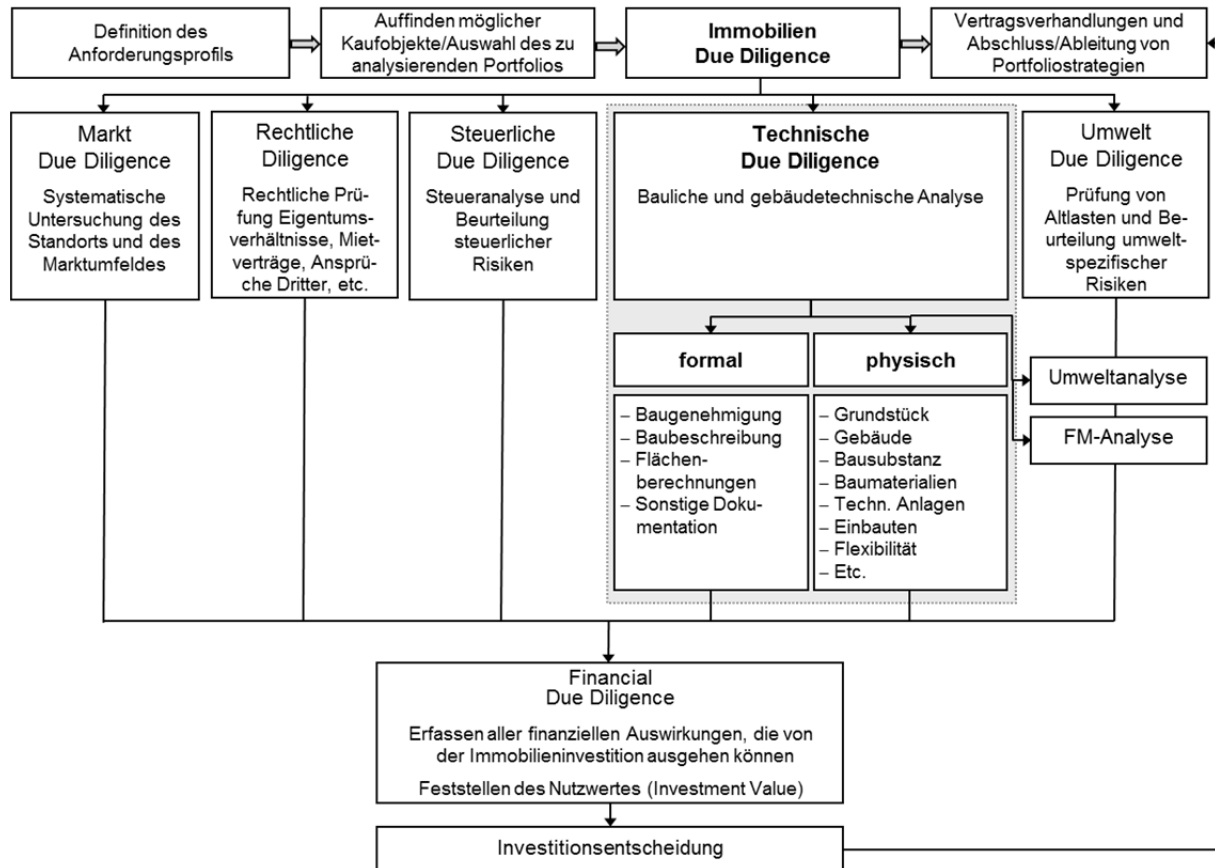 Definition des
Anforderungsprofils
Auffinden möglicher
Kaufobjekte/Auswahl des zu
analysierenden Portfolios
Immobilien
Due Diligence
Vertragsverhandlungen und
Abschluss/Ableitung von
Portfoliostrategien
Markt
Due Diligence
Systematische
Untersuchung des
Standorts und des
Marktumfeldes
Rechtliche
Diligence
Rechtliche Prü-
fung Eigentums-
verhältnisse, Miet-
verträge, Ansprü-
che Dritter, etc.
Steuerliche
Due Diligence
Steueranalyse und
Beurteilung
steuerlicher
Risiken
Technische
Due Diligence
Bauliche und gebäudetechnische Analyse
Umwelt
Due Diligence
Prüfung von
Altlasten und Be-
urteilung umwelt-
spezifischer
Risiken
formal
– Baugenehmigung
– Baubeschreibung
– Flächen-
berechnungen
– Sonstige Doku-
mentation
physisch
– Grundstück
– Gebäude
– Bausubstanz
– Baumaterialien
– Techn. Anlagen
– Einbauten
– Flexibilität
– Etc.
Umweltanalyse
FM-Analyse
Financial
Due Diligence
Erfassen aller finanziellen Auswirkungen, die von
der Immobilieninvestition ausgehen können
Feststellen des Nutzwertes (Investment Value)
Investitionsentscheidung